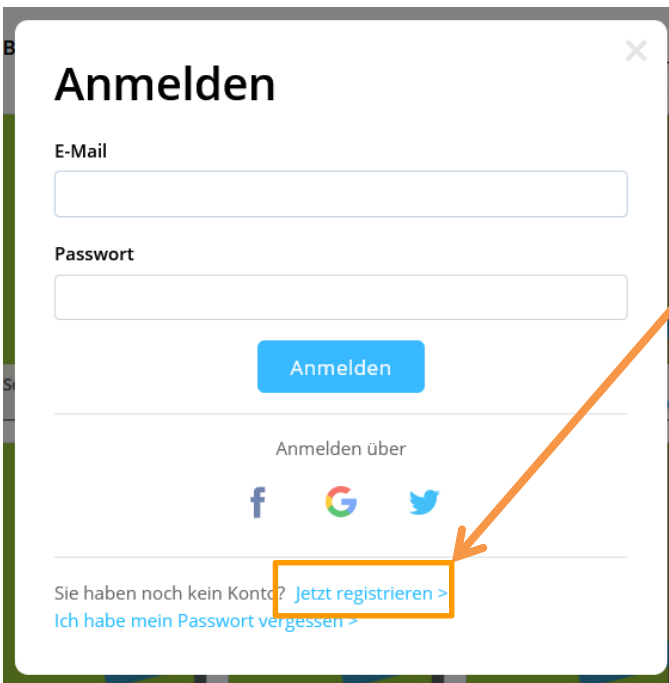 Anmelden
E-Mail
Passwort
Anmelden
Anmelden über
Sie haben noch kein Konto? Jetzt registrieren >
Ich habe mein Passwort vergessen >